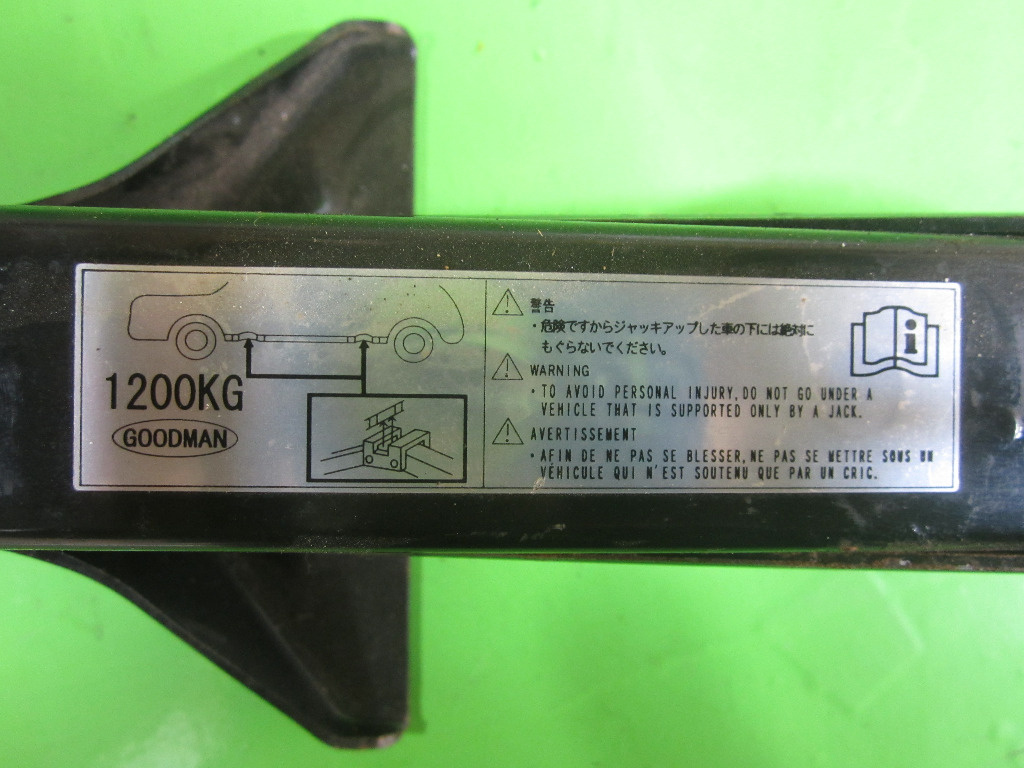 1200KG
GOODMAN
警告
・危険ですからジャッキアップした車の下には絶対に
もぐらないでください。
WARNING
・TO AVOID PERSONAL INJURY, DO NOT GO UNDER A
VEHICLE THAT IS SUPPORTED ONLY BY A JACK.
AVERTISSEMENT
・AFIN DE NE PAS SE BLESSER, NE PAS SE METTRE SOUS UN
VÉHICULE QUI N'EST SOUTENU QUE PAR UN CRIC.